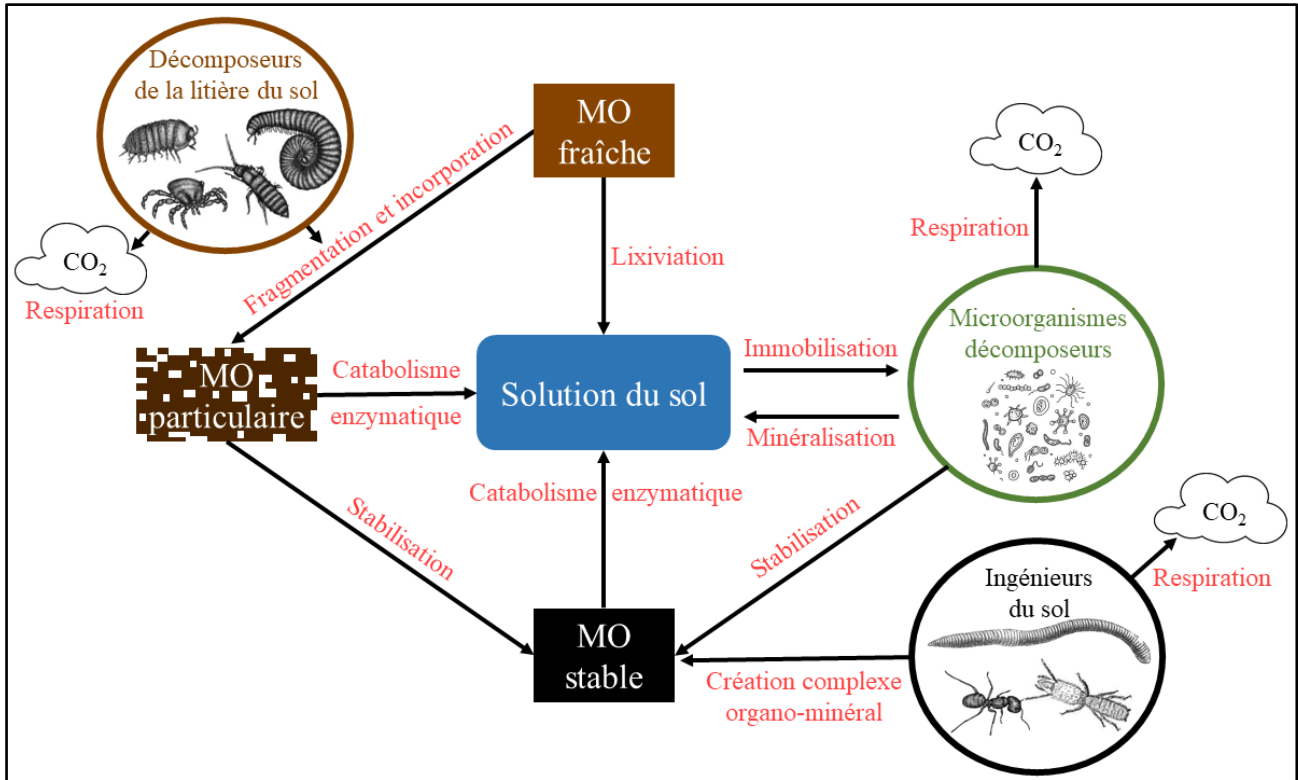 Décomposeurs
de la litière du sol
MO
fraîche
CO2
Respiration
Fragmentation et incorporation
Lixiviation
CO2
Respiration
MO
particulaire
Catabolisme
enzymatique
Solution du sol
Immobilisation
Minéralisation
Microorganismes
décomposeurs
Catabolisme enzymatique
Stabilisation
Stabilisation
CO2
Respiration
Ingénieurs
du sol
MO
stable
Création complexe
organo-minéral